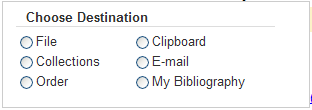 Choose Destination
File Clipboard
Collections E-mail
Order My Bibliography